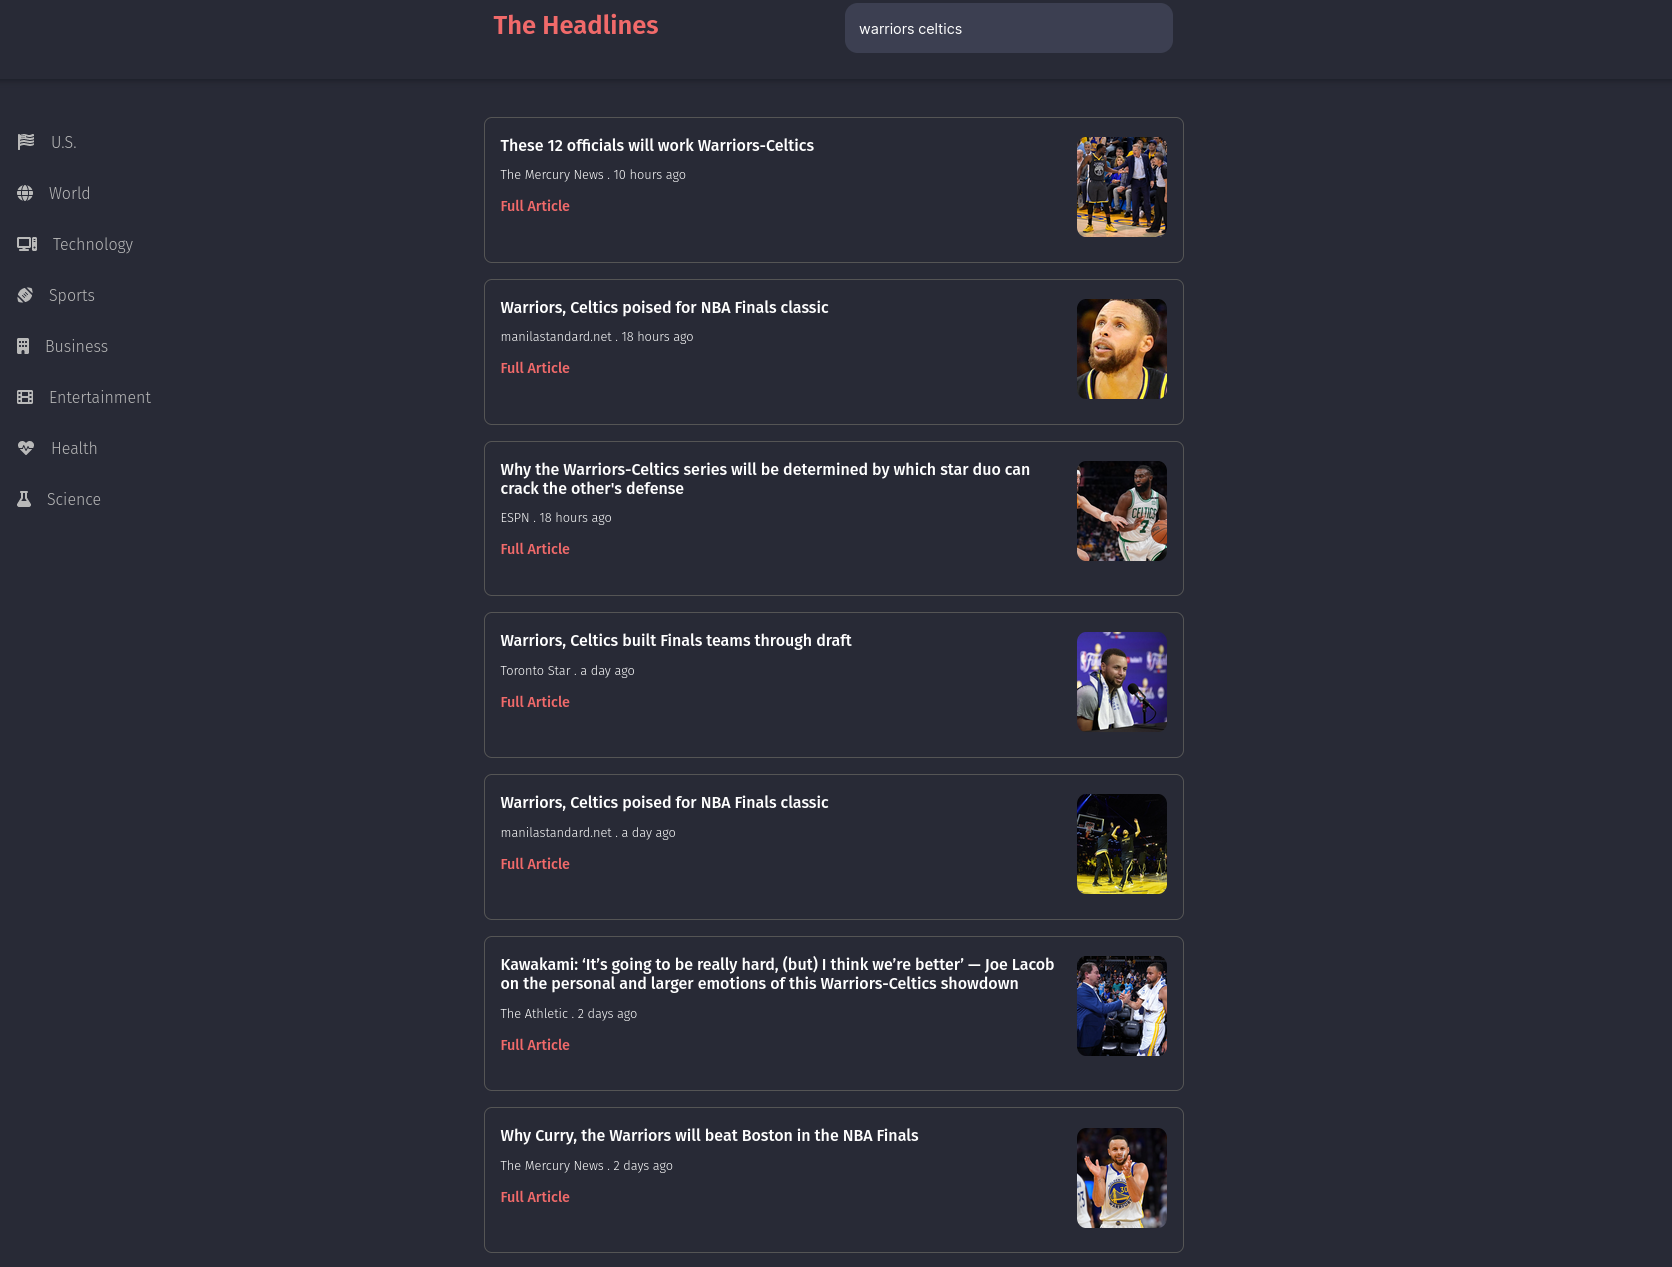 The Headlines
warriors celtics
U.S.
World
Technology
Sports
Business
Entertainment
Health
Science
These 12 officials will work Warriors-Celtics
The Mercury News . 10 hours ago
Full Article
Warriors, Celtics poised for NBA Finals classic
manilastandard.net . 18 hours ago
Full Article
Why the Warriors-Celtics series will be determined by which star duo can
crack the other's defense
ESPN . 18 hours ago
Full Article
CELTICS
7
Warriors, Celtics built Finals teams through draft
Toronto Star . a day ago
Full Article
Warriors, Celtics poised for NBA Finals classic
manilastandard.net . a day ago
Full Article
Kawakami: ‘It’s going to be really hard, (but) I think we’re better’ — Joe Lacob
on the personal and larger emotions of this Warriors-Celtics showdown
The Athletic . 2 days ago
Full Article
Why Curry, the Warriors will beat Boston in the NBA Finals
The Mercury News . 2 days ago
Full Article